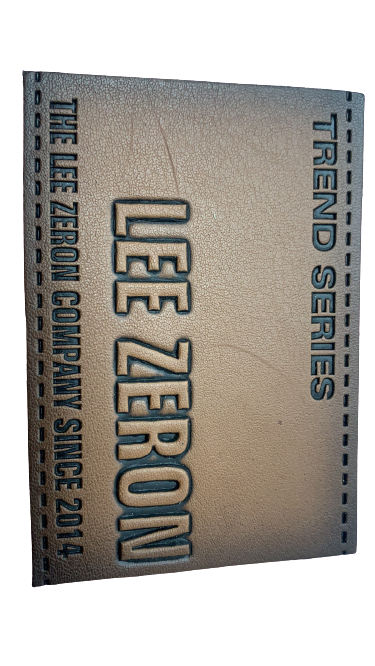 TREND SERIES
LEE ZERON
THE LEE ZERON COMPANY SINCE 2014